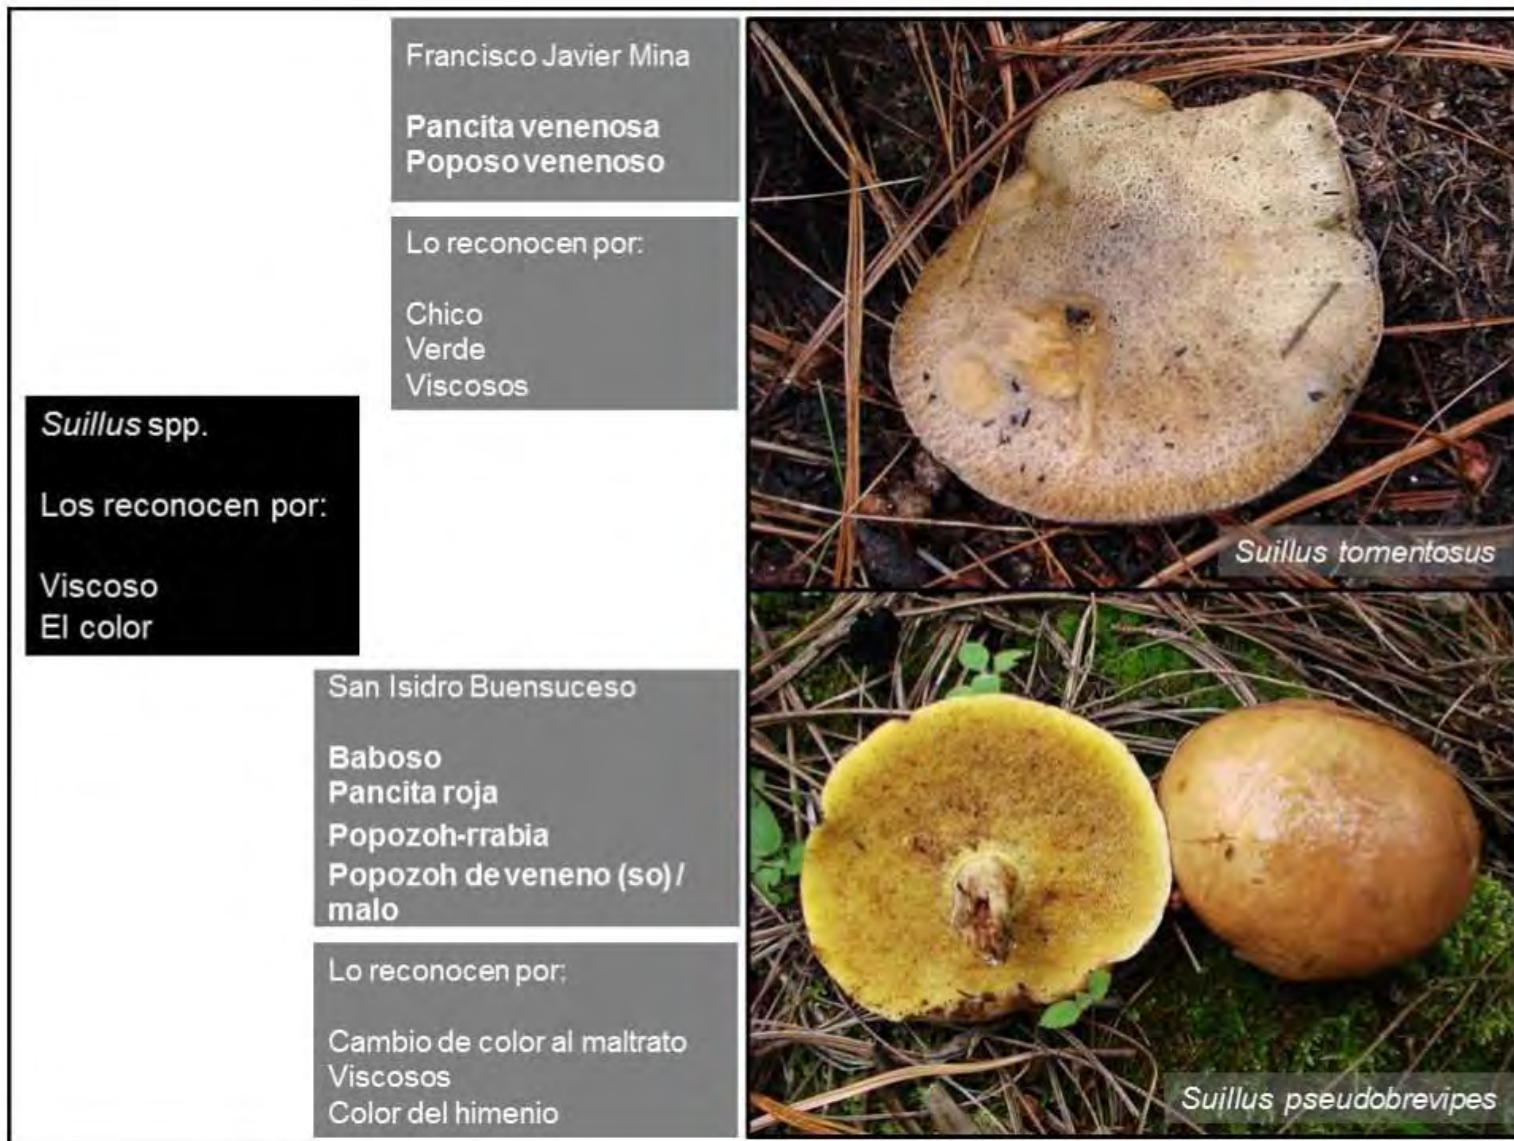 Francisco Javier Mina
Pancita venenosa
Poposo venenoso
Lo reconocen por:
Chico
Verde
Viscosos
Suillus spp.
Los reconocen por:
Viscoso
El color
San Isidro Buensuceso
Baboso
Pancita roja
Popozoh-rrabia
Popozoh de veneno (so) /
malo
Lo reconocen por:
Cambio de color al maltrato
Viscosos
Color del himenio
Suillus tomentosus
Suillus pseudobrevipes